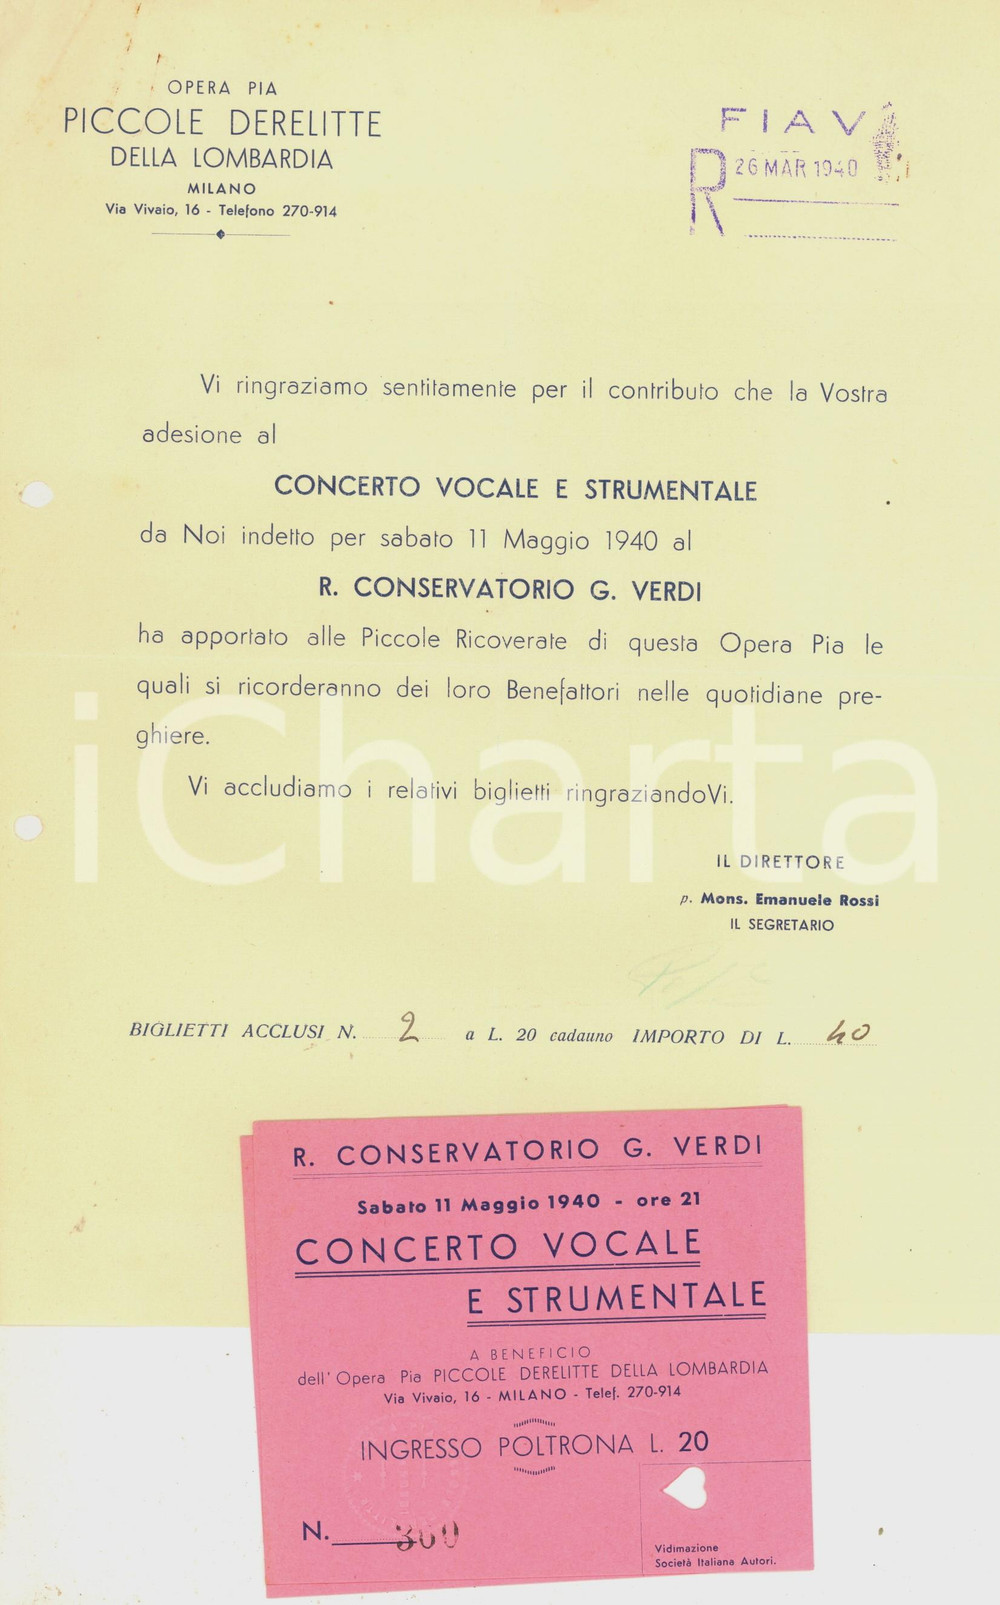 OPERA PIA
PICCOLE DERELITTE
DELLA LOMBARDIA
MILANO
Via Vivaio, 16 - Telefono 270-914
FIAV
R 26 MAR 1940
Vi ringraziamo sentitamente per il contributo che la Vostra
adesione al
CONCERTO VOCALE E STRUMENTALE
da Noi indetto per sabato 11 Maggio 1940 al
R. CONSERVATORIO G. VERDI
ha apportato alle Piccole Ricoverate di questa Opera Pia le
quali si ricorderanno dei loro Benefattori nelle quotidiane pre-
ghiere.
Vi accludiamo i relativi biglietti ringraziandoVi.
iCharta
IL DIRETTORE
p. Mons. Emanuele Rossi
IL SEGRETARIO
BIGLIETTI ACCLUSI N. 2 a L. 20 cadauno IMPORTO DI L. 40
R. CONSERVATORIO G. VERDI
Sabato 11 Maggio 1940 - ore 21
CONCERTO VOCALE
E STRUMENTALE
A BENEFICIO
dell' Opera Pia PICCOLE DERELITTE DELLA LOMBARDIA
Via Vivaio, 16 - MILANO - Telef. 270-914
INGRESSO POLTRONA L. 20
N. 360
Vidimazione
Società Italiana Autori.